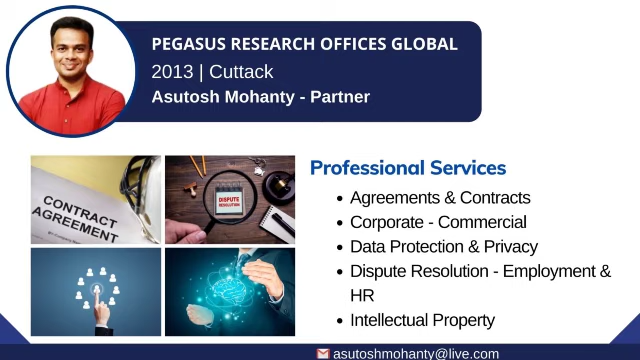 PEGASUS RESEARCH OFFICES GLOBAL
2013 | Cuttack
Asutosh Mohanty - Partner
CONTRACT
AGREEMENT
DISPUTE
RESOLUTION
Professional Services
• Agreements & Contracts
• Corporate - Commercial
• Data Protection & Privacy
• Dispute Resolution - Employment &
HR
• Intellectual Property
asutoshmohanty@live.com